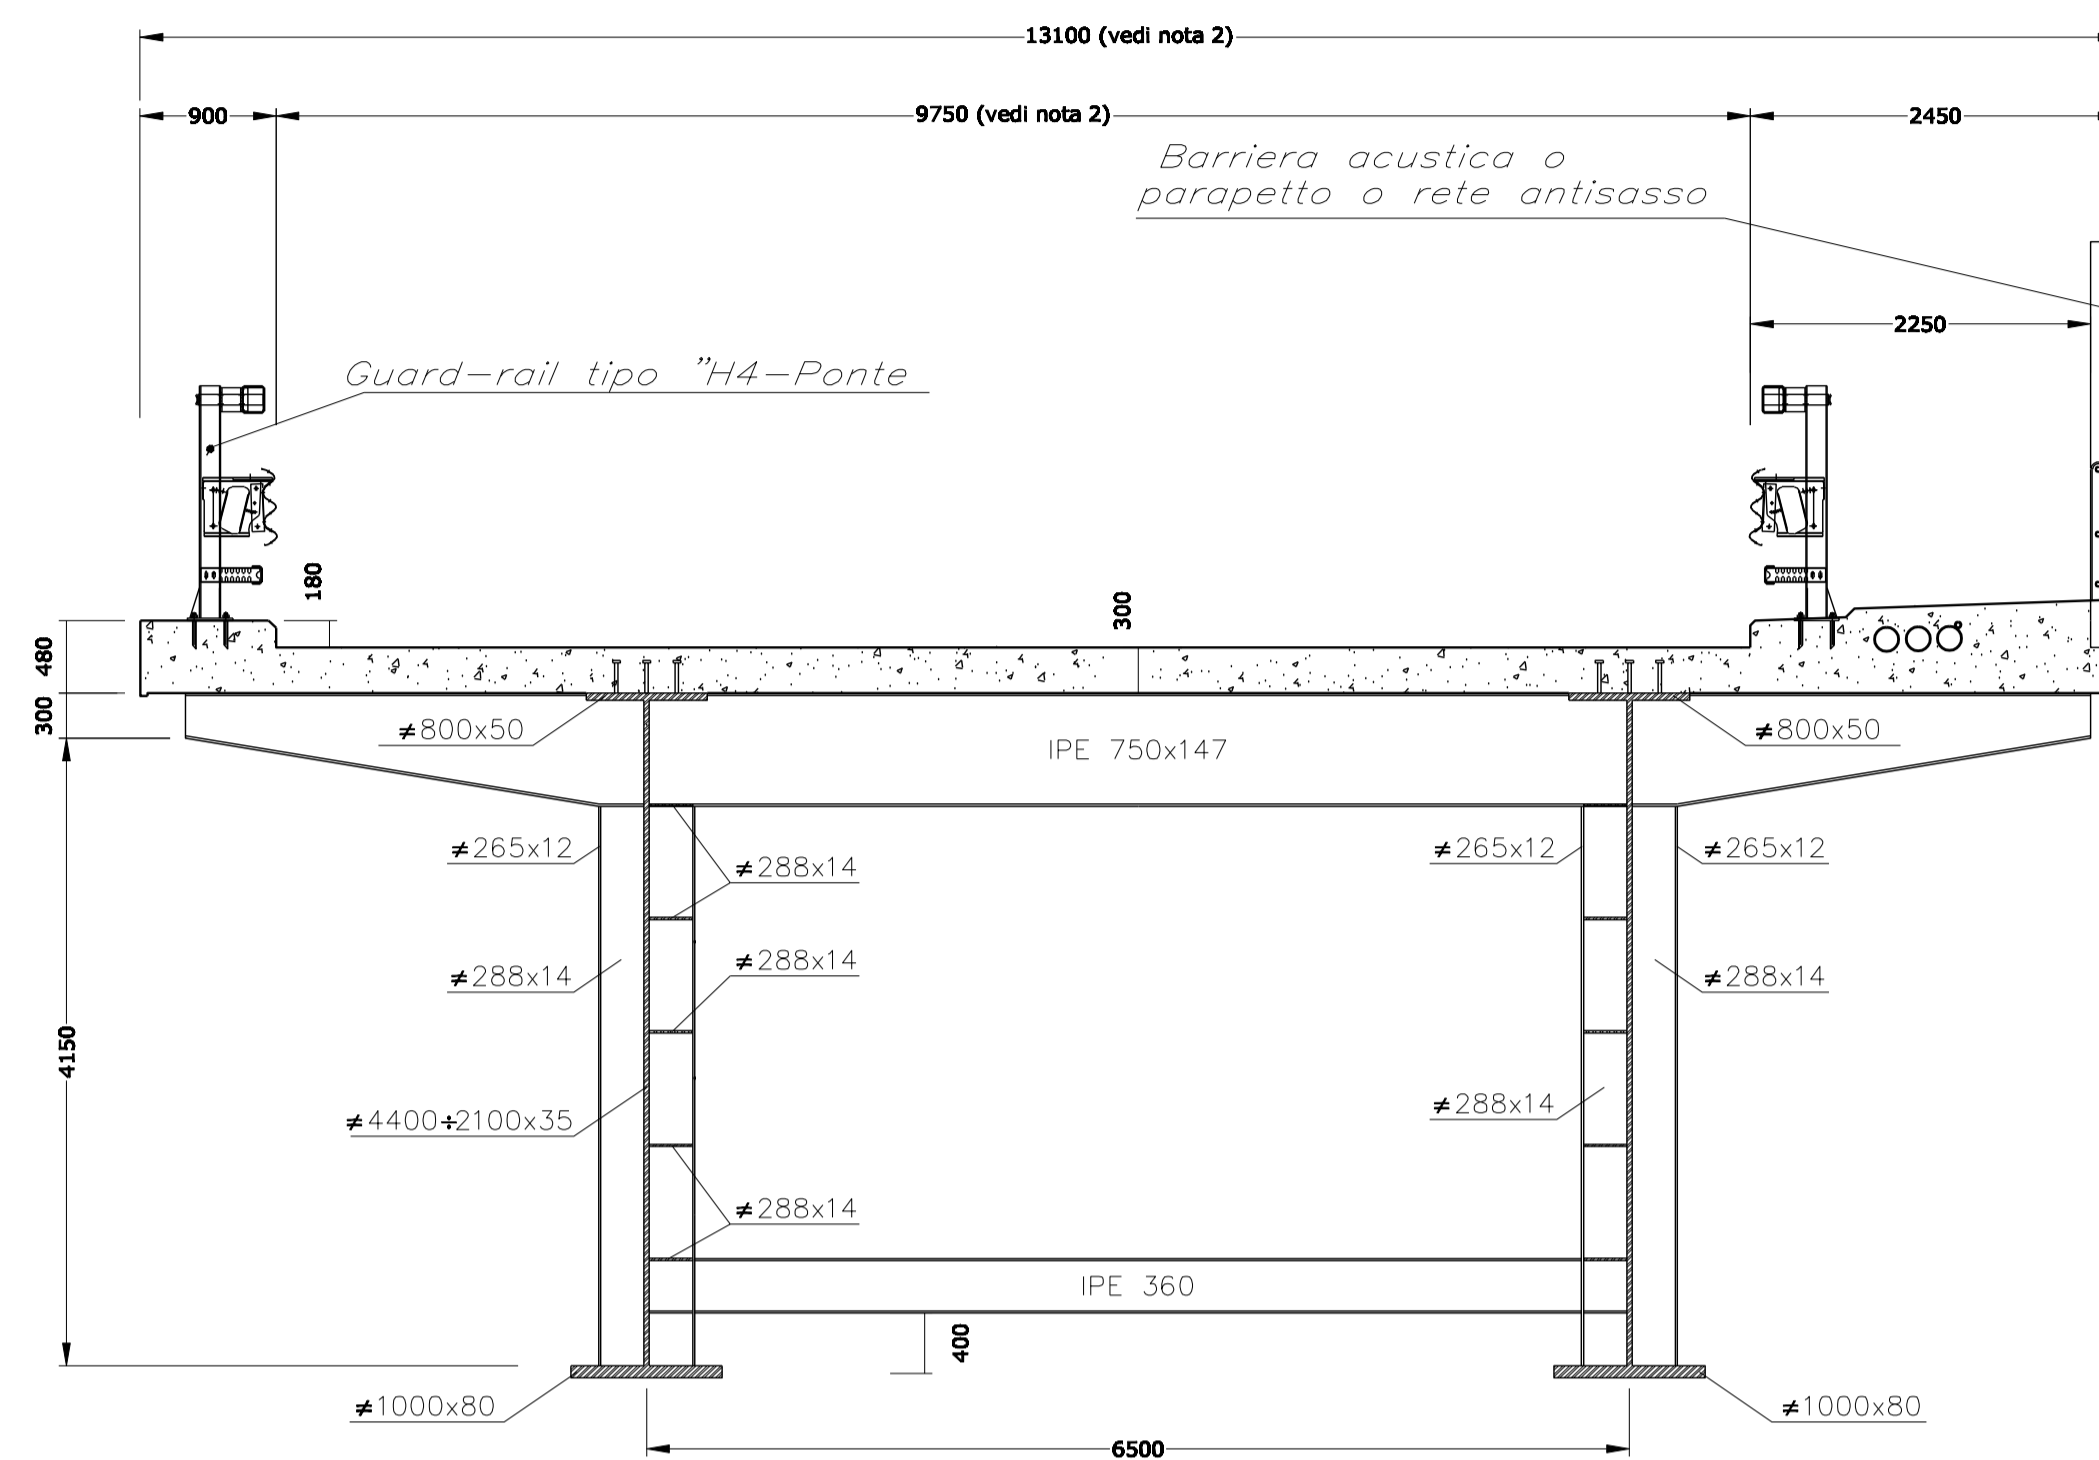 13100 (vedi nota 2)
900
9750 (vedi nota 2)
2450
Barriera acustica o
parapetto o rete antisasso
2250
Guard-rail tipo "H4-Ponte
180
300
480
300
≠800x50
IPE 750x147
≠800x50
≠265x12
≠288x14
≠265x12
≠265x12
≠288x14
≠288x14
≠288x14
4150
≠4400÷2100x35
≠288x14
≠288x14
IPE 360
400
≠1000x80
≠1000x80
6500